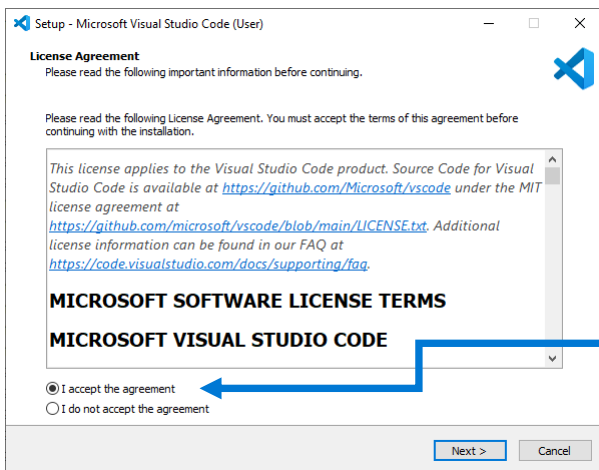 Setup - Microsoft Visual Studio Code (User)
License Agreement
Please read the following important information before continuing.
Please read the following License Agreement. You must accept the terms of this agreement before
continuing with the installation.
This license applies to the Visual Studio Code product. Source Code for Visual
Studio Code is available at https://github.com/Microsoft/vscode under the MIT
license agreement at
https://github.com/microsoft/vscode/blob/main/LICENSE.txt. Additional
license information can be found in our FAQ at
https://code.visualstudio.com/docs/supporting/faq.
MICROSOFT SOFTWARE LICENSE TERMS
MICROSOFT VISUAL STUDIO CODE
I accept the agreement
I do not accept the agreement
Next >
Cancel